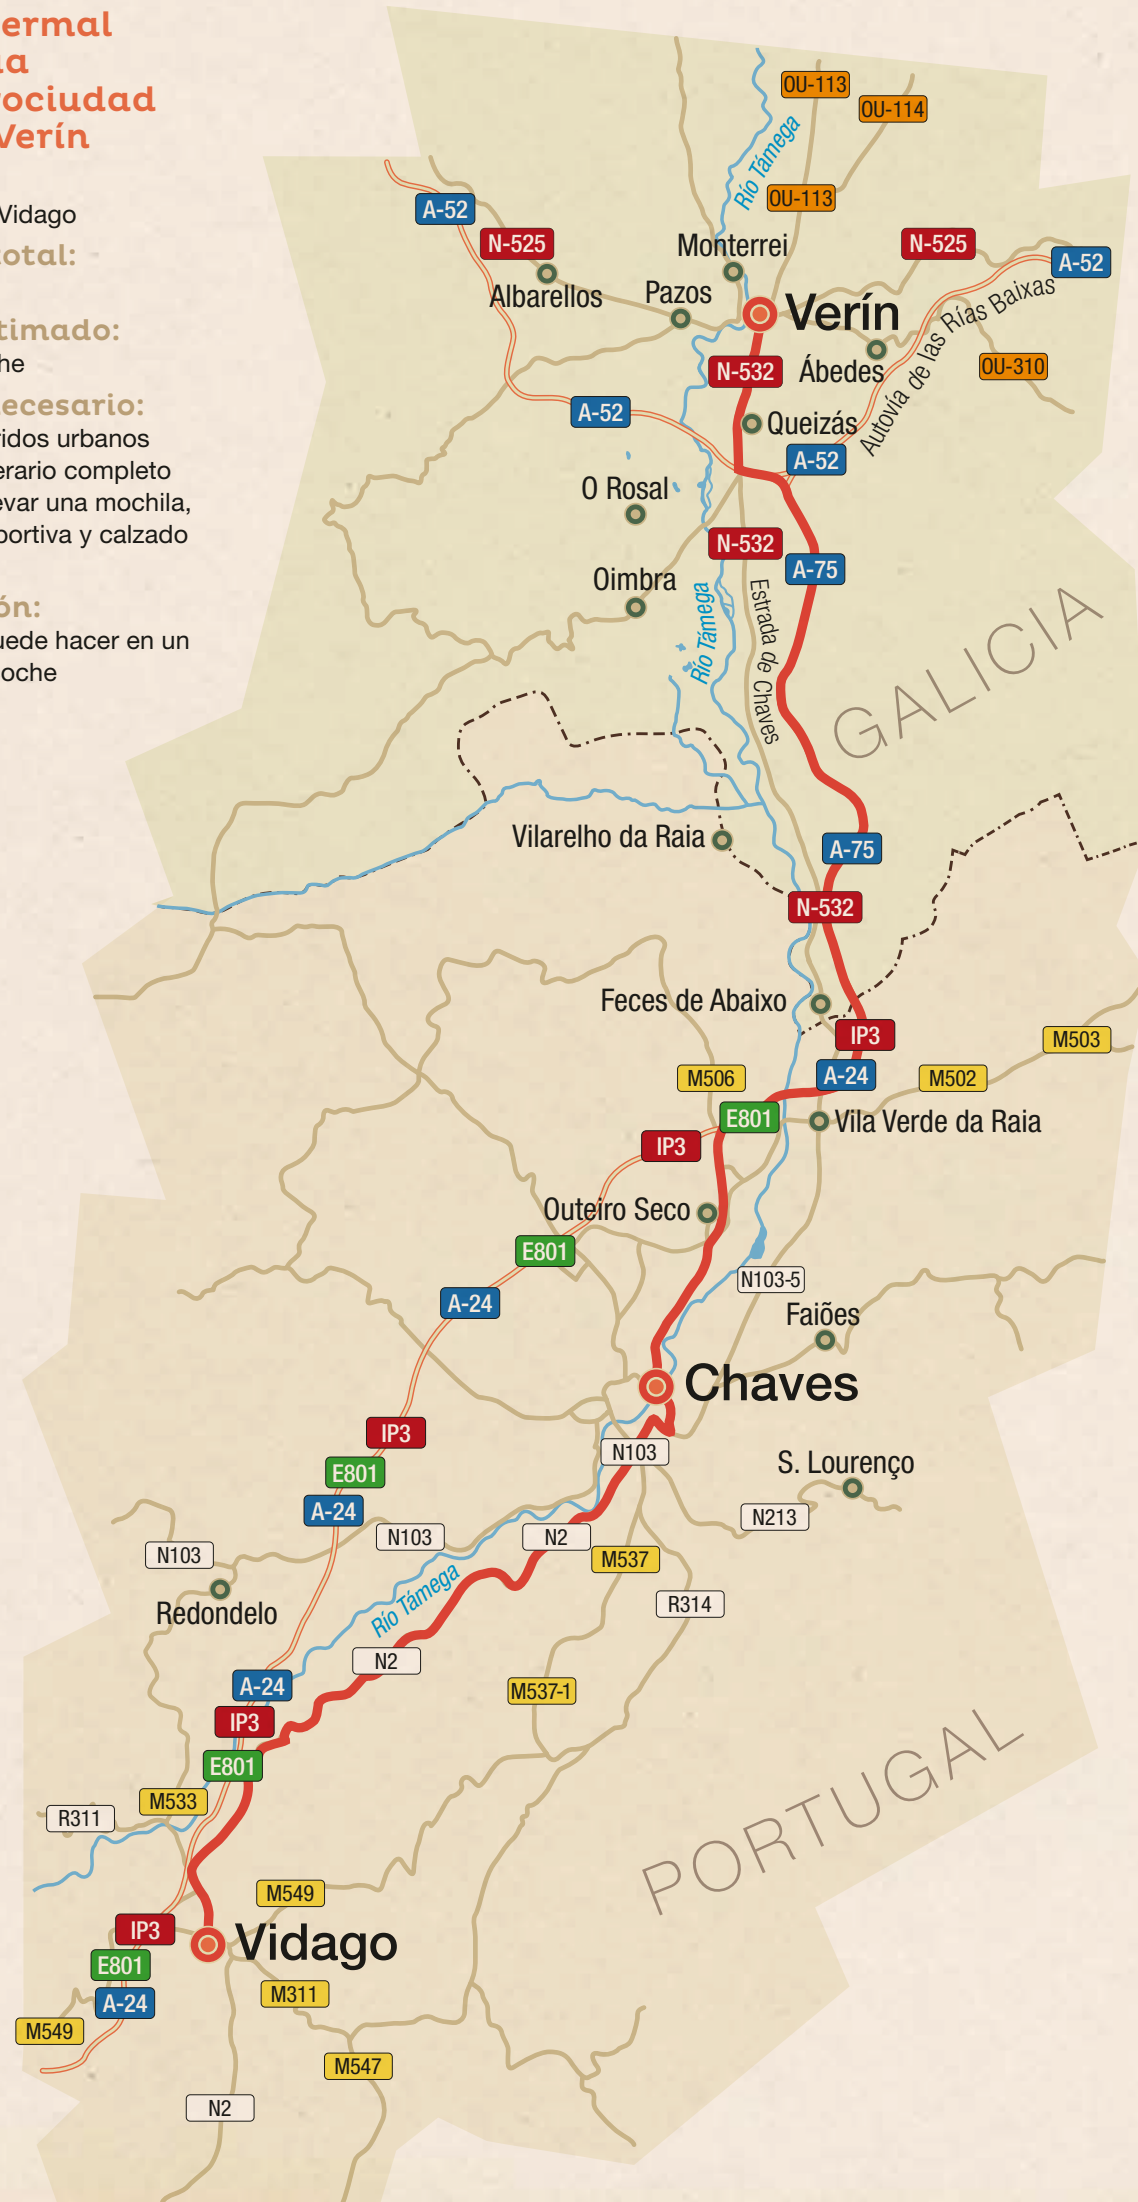 ermal
Verín
Vidago
otal:
timado:
ecesario:
ridos urbanos
erario completo
evar una mochila,
portiva y calzado
ón:
uede hacer en un
oche
OU-113
OU-114
Río Támega
OU-113
A-52
N-525
Monterrei
N-525
A-52
Albarellos
Pazos
Verín
Autovía de las Rías Baixas
N-532
Ábedes
OU-310
A-52
Queizás
A-52
O Rosal
N-532
A-75
Oimbra
Río Támega
Estrada de Chaves
GALICIA
Vilarelho da Raia
A-75
N-532
Feces de Abaixo
IP3
M503
M506
A-24
M502
E801
Vila Verde da Raia
IP3
Outeiro Seco
E801
N103-5
A-24
Faiões
Chaves
IP3
N103
S. Lourenço
E801
A-24
N213
N103
N2
N103
M537
Río Támega
Redondelo
R314
N2
A-24
M537-1
IP3
E801
PORTUGAL
M533
R311
M549
IP3
Vidago
E801
M311
A-24
M549
M547
N2